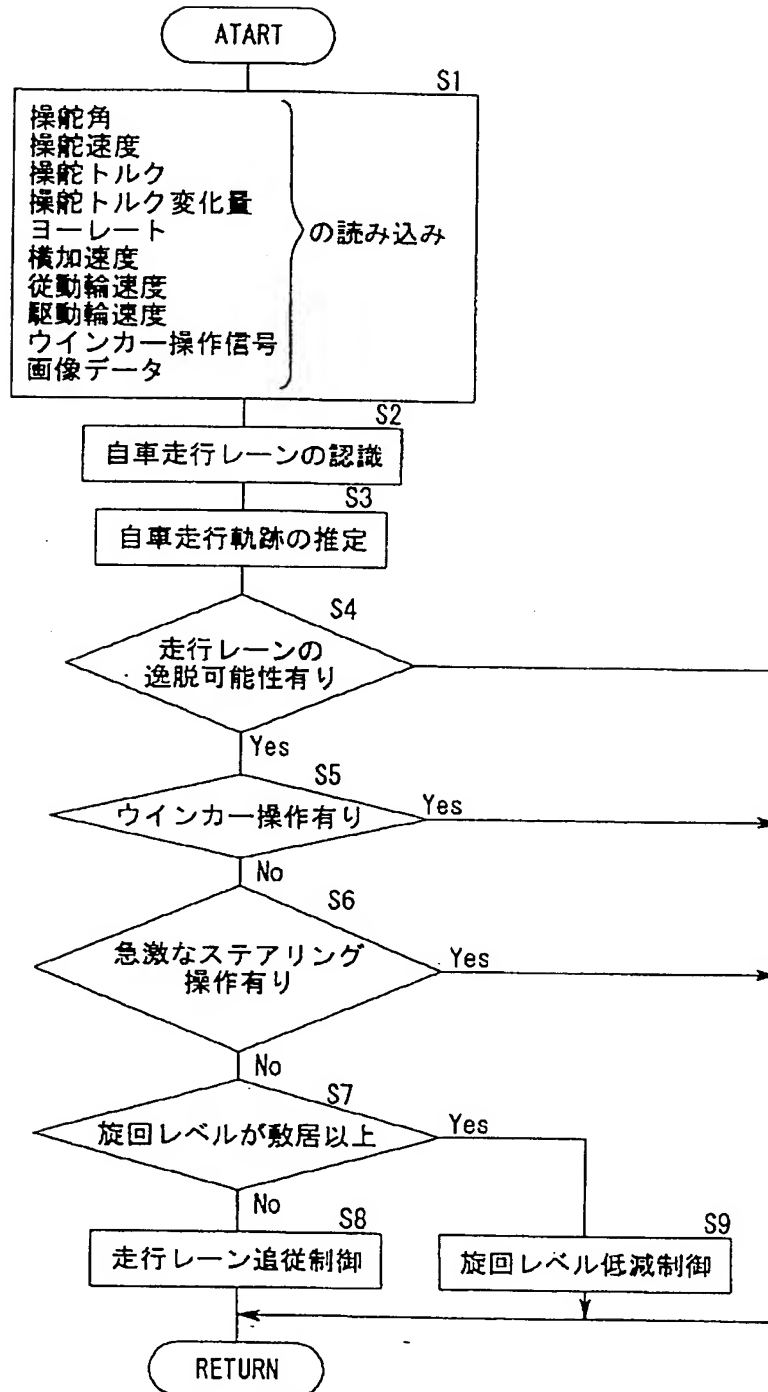 ATART
S1
操舵角
操舵速度
操舵トルク
操舵トルク変化量
ヨーレート
横加速度
従動輪速度
駆動輪速度
ウインカー操作信号
画像データ
の読み込み
S2
自車走行レーンの認識
S3
自車走行軌跡の推定
S4
走行レーンの
逸脱可能性有り
Yes
S5
ウインカー操作有り
Yes
No
S6
急激なステアリング
操作有り
Yes
No
S7
旋回レベルが敷居以上
Yes
No
S8
走行レーン追従制御
S9
旋回レベル低減制御
RETURN